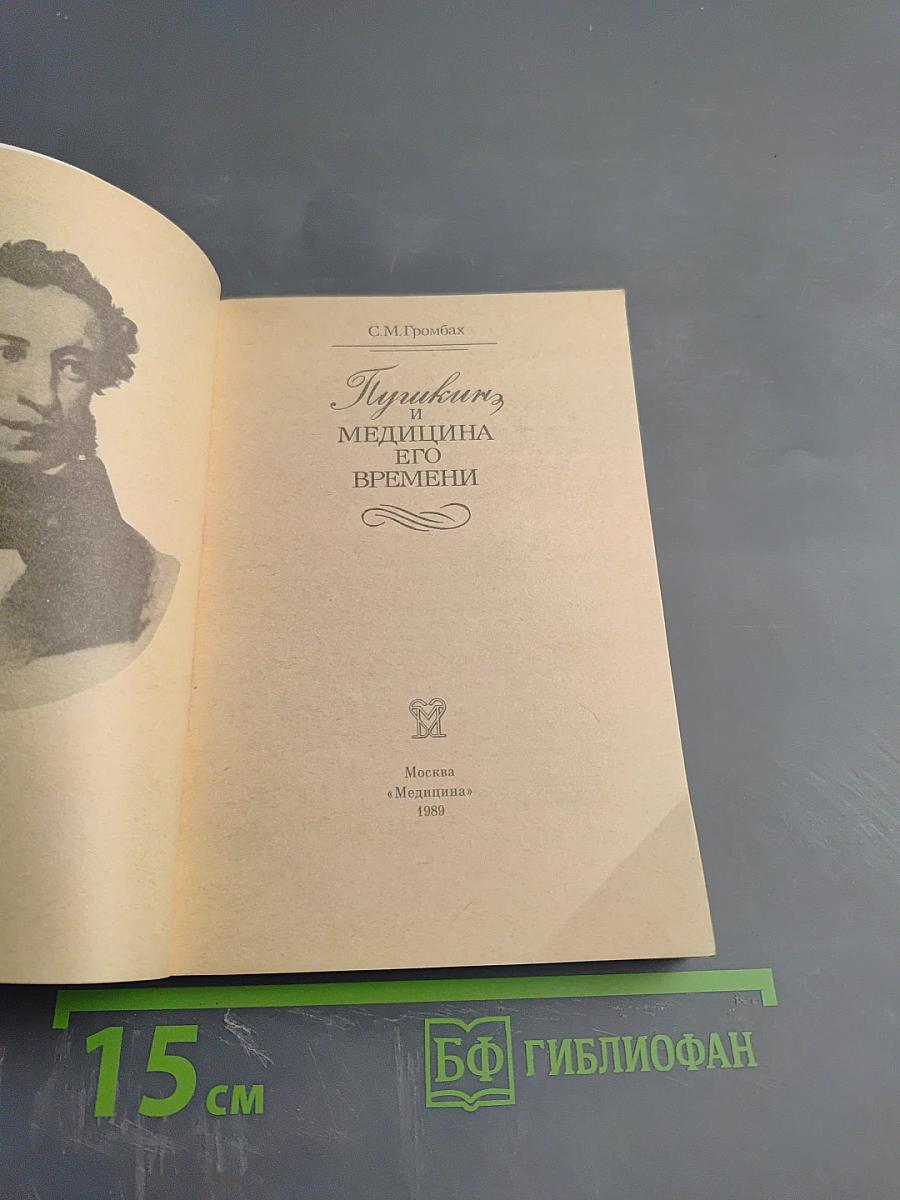 С.М.Громбах
Пушкин
и
МЕДИЦИНА
ЕГО
ВРЕМЕНИ
М
Москва
«Медицина»
1989
15 см
БФ ГИБЛИОФАН